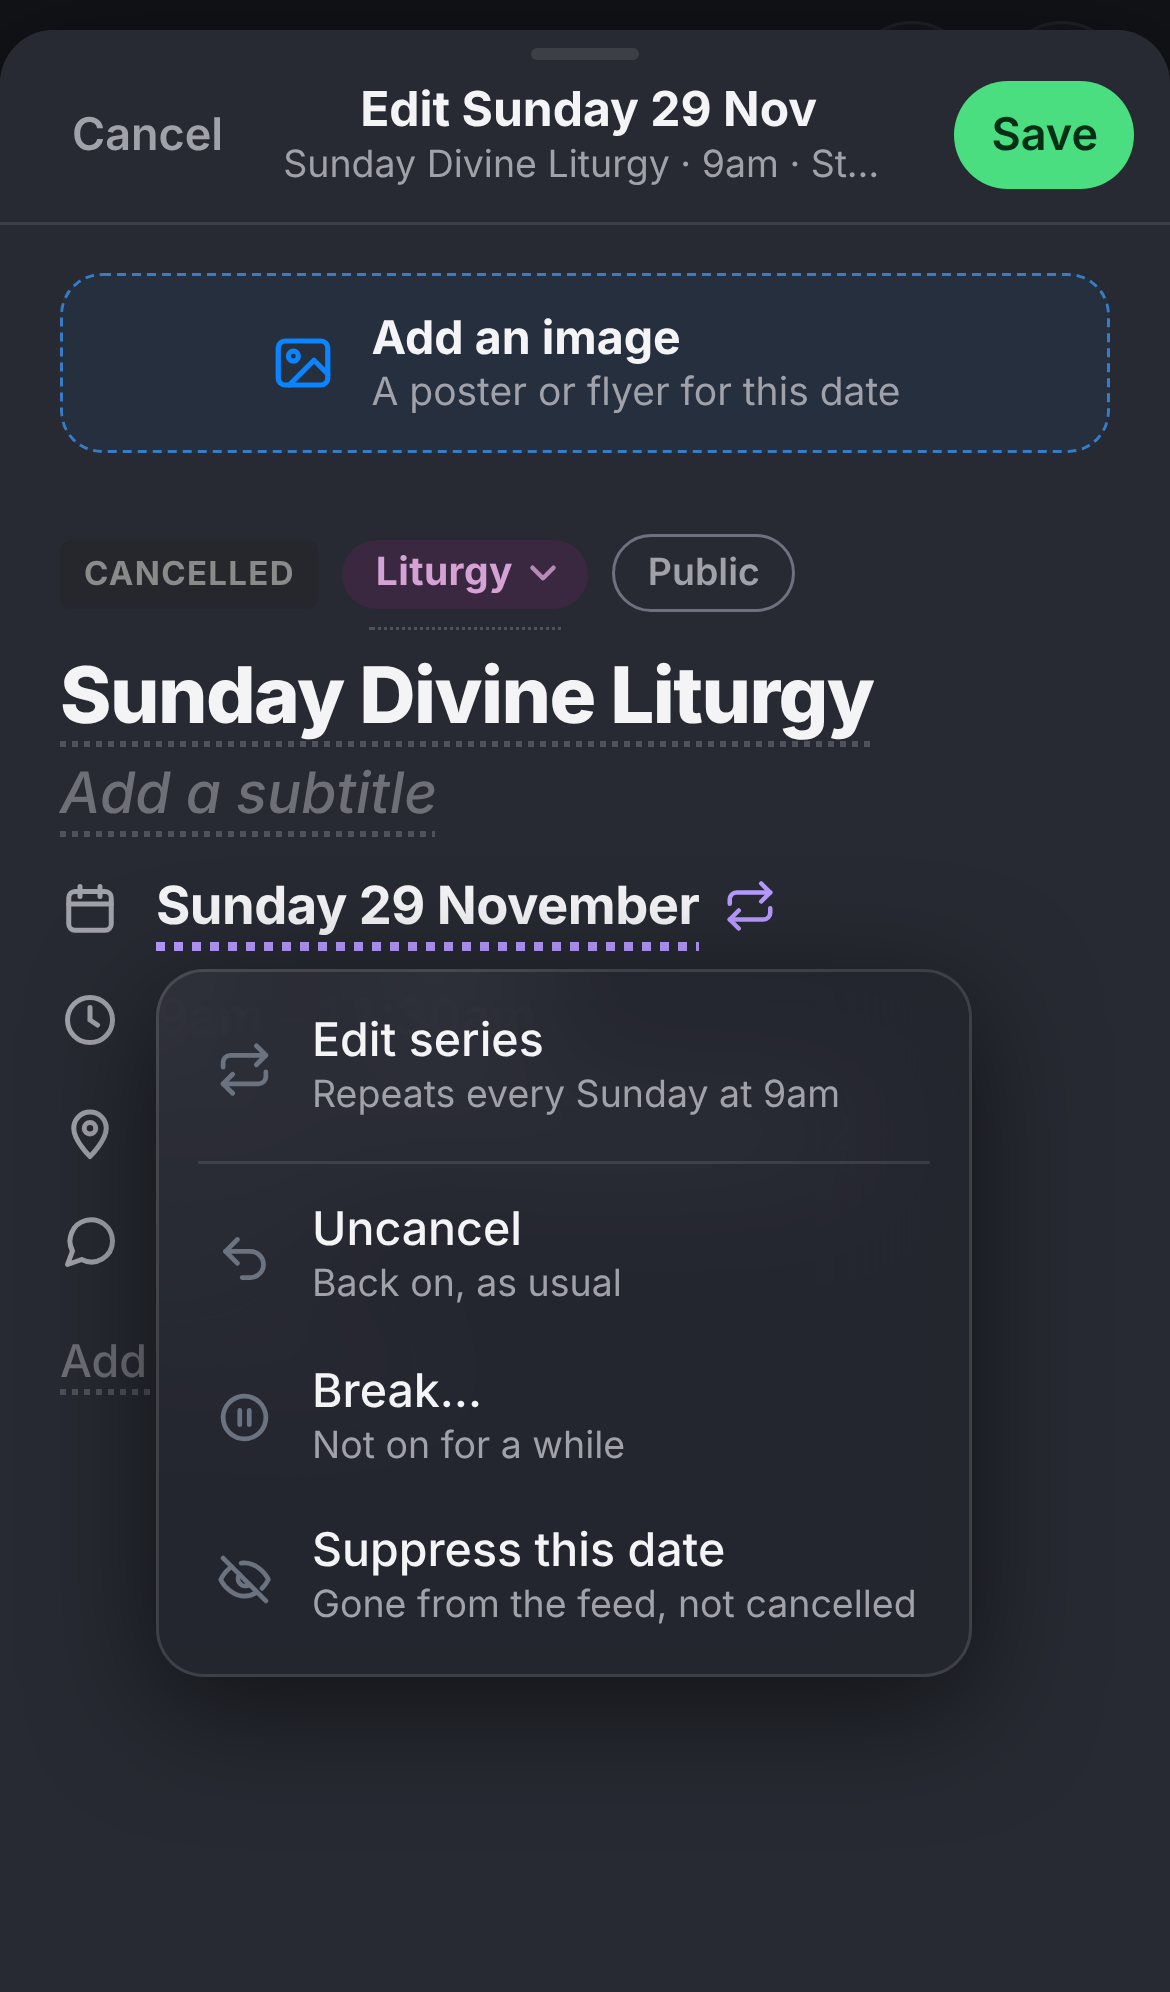 Cancel
Edit Sunday 29 Nov
Sunday Divine Liturgy · 9am · St...
Save
Add an image
A poster or flyer for this date
CANCELLED
Liturgy
Public
Sunday Divine Liturgy
Add a subtitle
Sunday 29 November
Edit series
Repeats every Sunday at 9am
Uncancel
Back on, as usual
Break...
Not on for a while
Suppress this date
Gone from the feed, not cancelled
Add